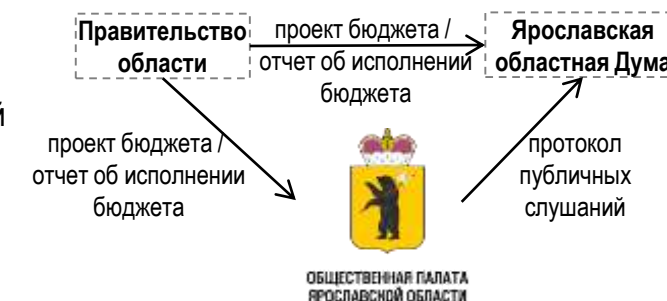 Правительство
области
проект бюджета /
отчет об исполнении
бюджета
Ярославская
областная Дума
й
проект бюджета /
отчет об исполнении
бюджета
протокол
публичных
слушаний
ОБЩЕСТВЕННАЯ ПАЛАТА
ЯРОСЛАВСКОЙ ОБЛАСТИ